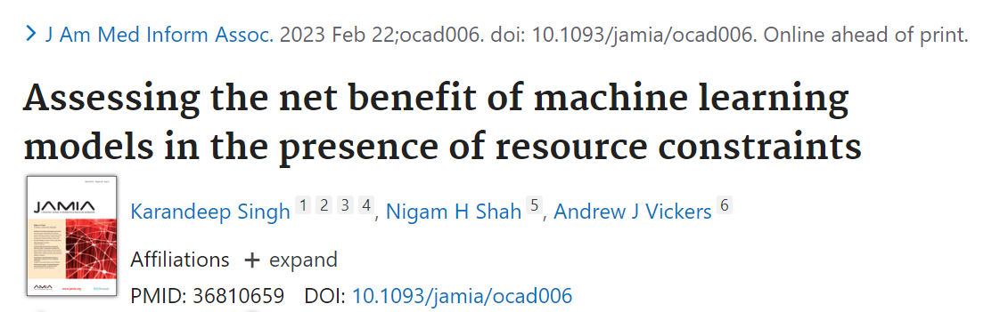 J Am Med Inform Assoc. 2023 Feb 22;ocad006. doi: 10.1093/jamia/ocad006. Online ahead of print.
Assessing the net benefit of machine learning
models in the presence of resource constraints
JAMIA
Karandeep Singh 1 2 3 4, Nigam H Shah 5, Andrew J Vickers 6
Affiliations + expand
AMIA
PMID: 36810659 DOI: 10.1093/jamia/ocad006